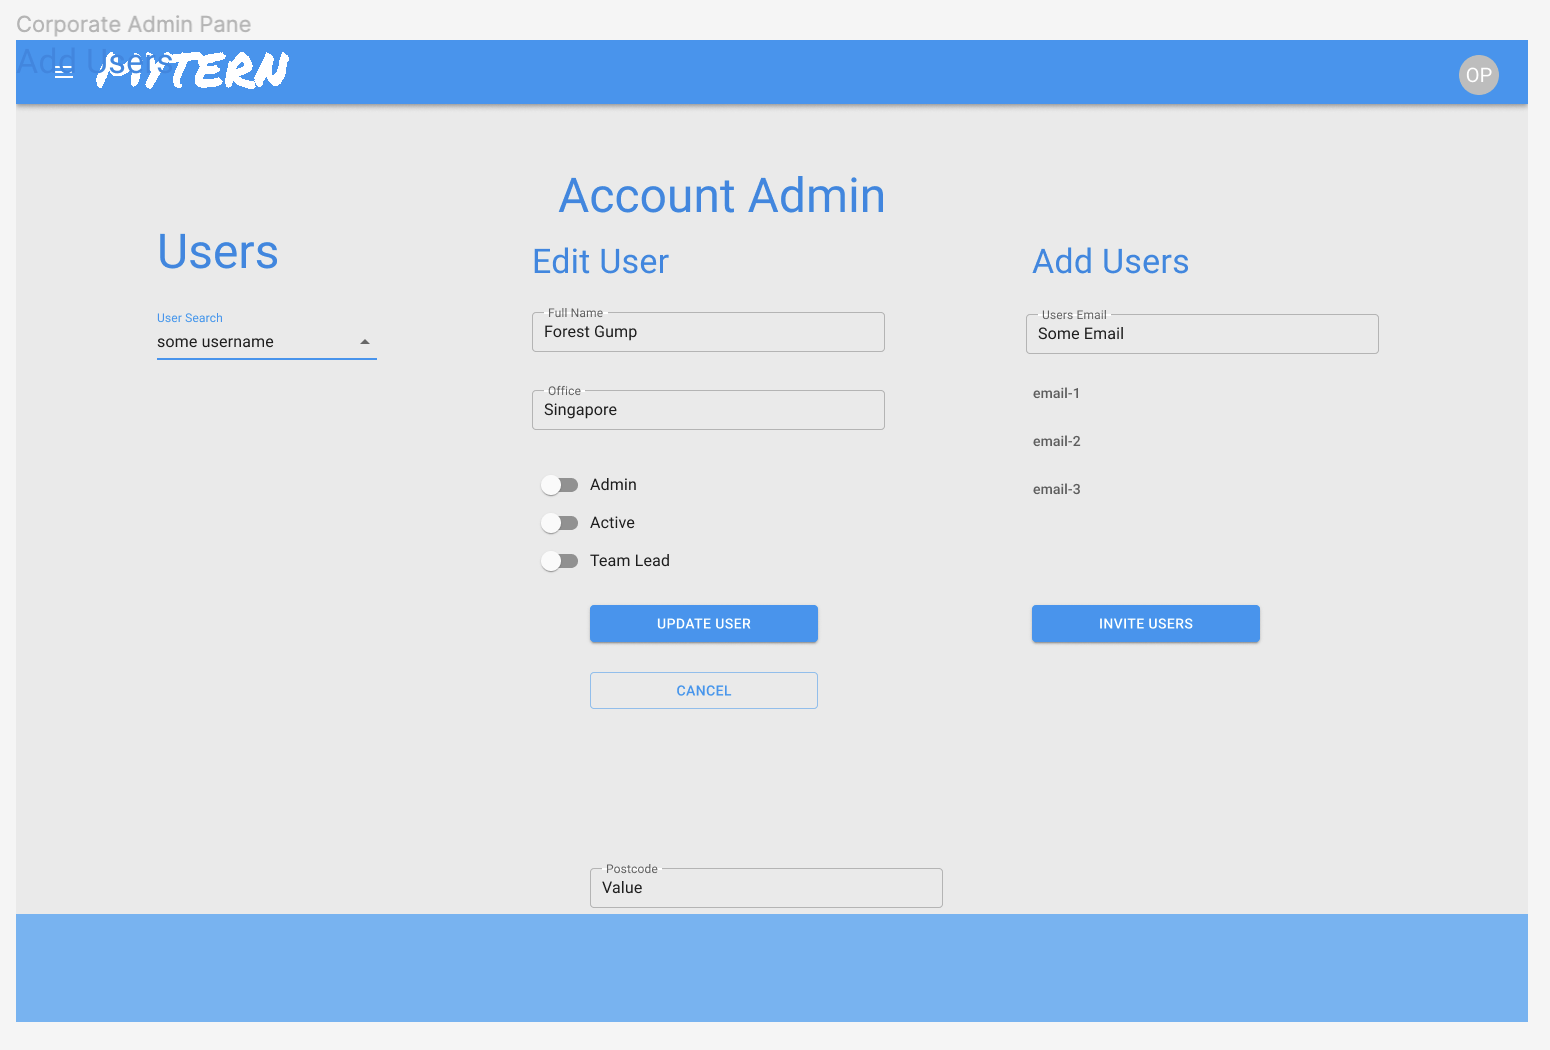 Corporate Admin Pane
Add Users
MYTERN
OP
Account Admin
Users
User Search
some username
Edit User
Full Name
Forest Gump
Office
Singapore
Admin
Active
Team Lead
UPDATE USER
CANCEL
Add Users
Users Email
Some Email
email-1
email-2
email-3
INVITE USERS
Postcode
Value